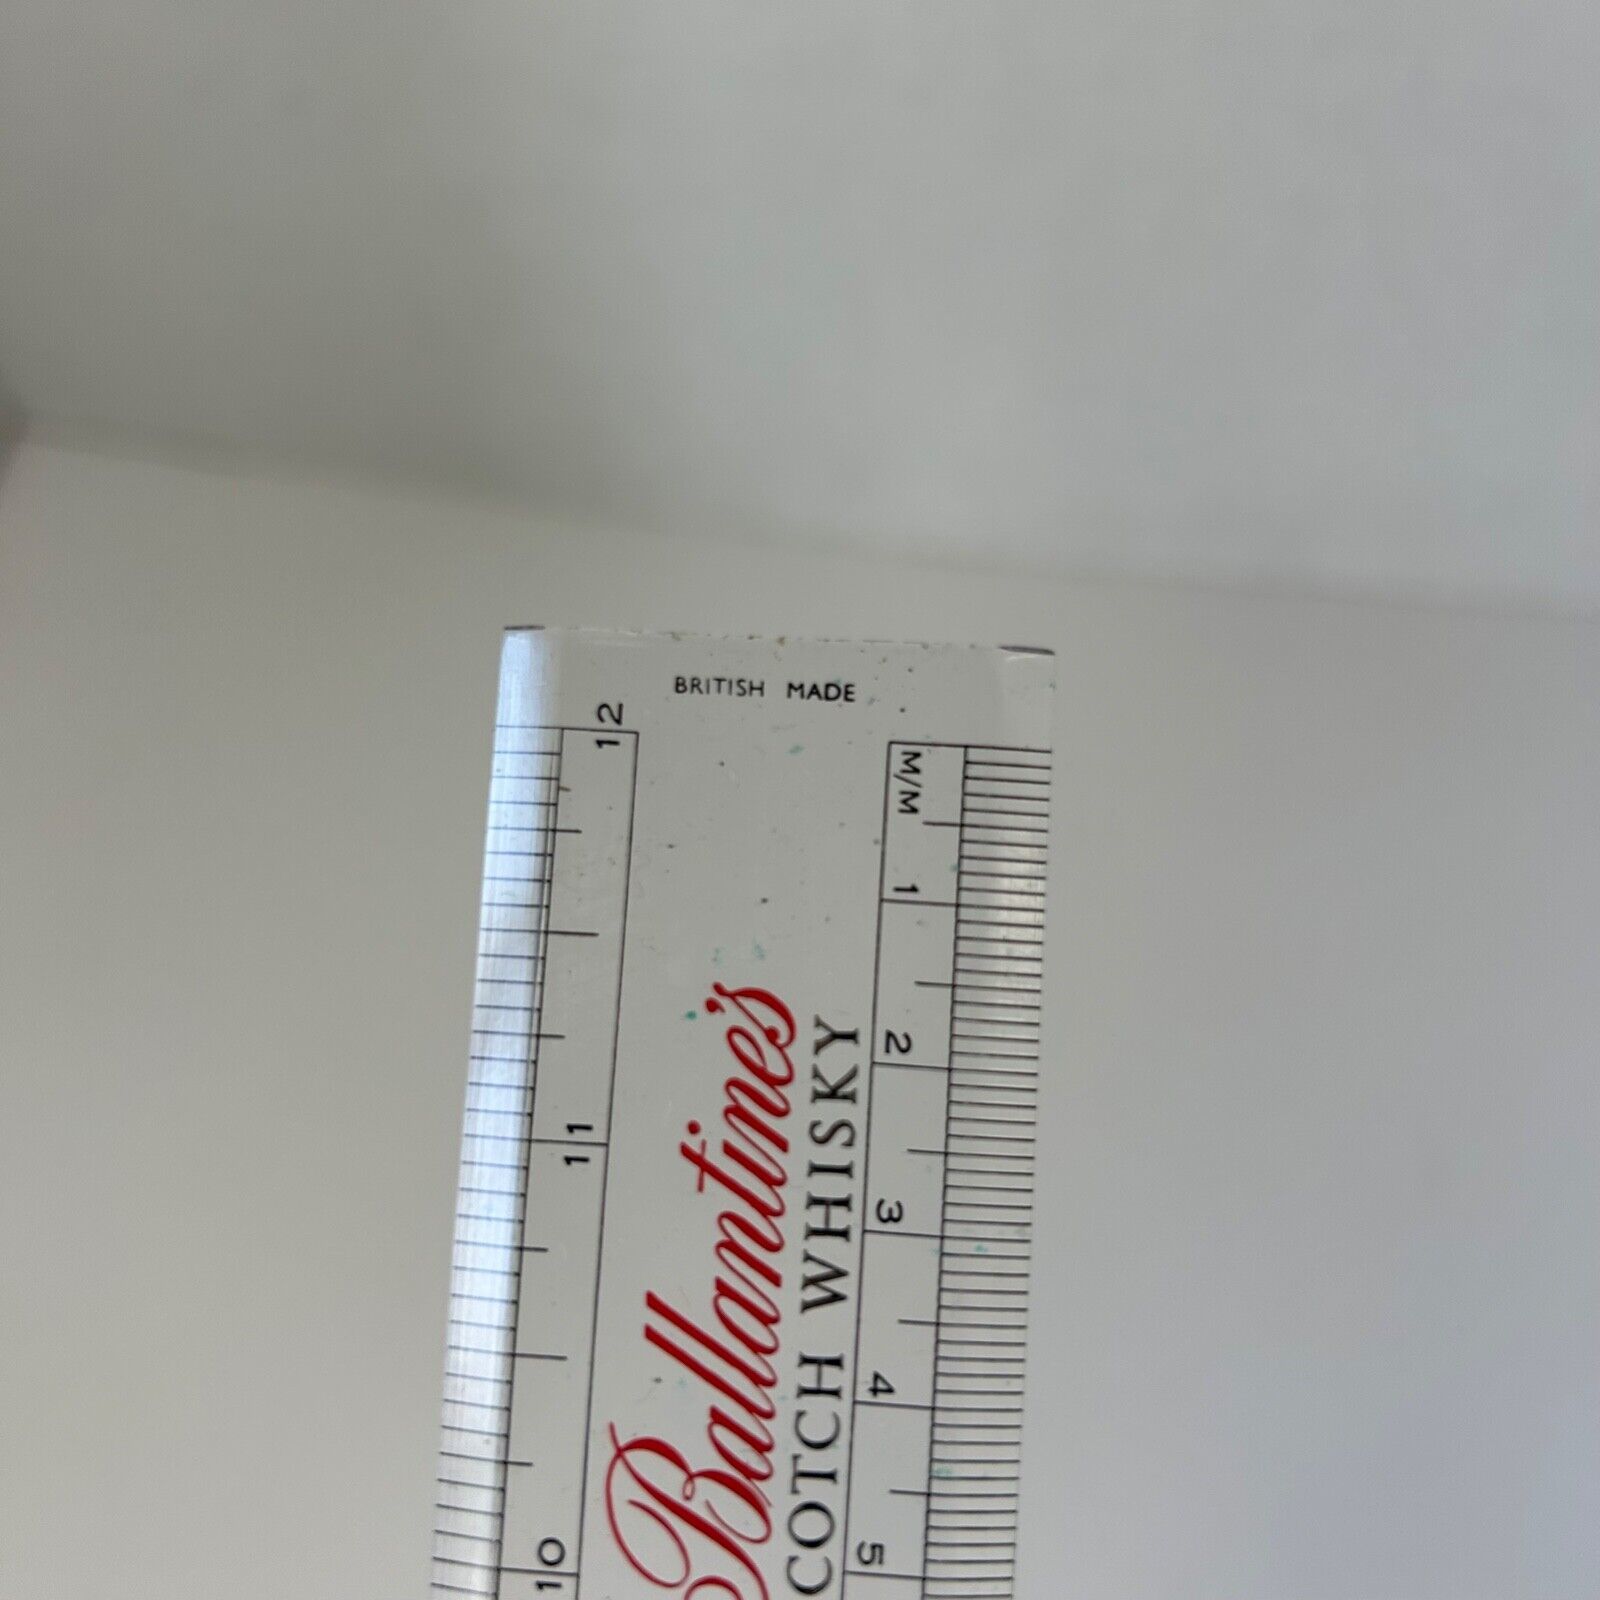 BRITISH MADE
12
11
10
M/M
1
2
3
4
5
Ballantine's
COTCH WHISKY